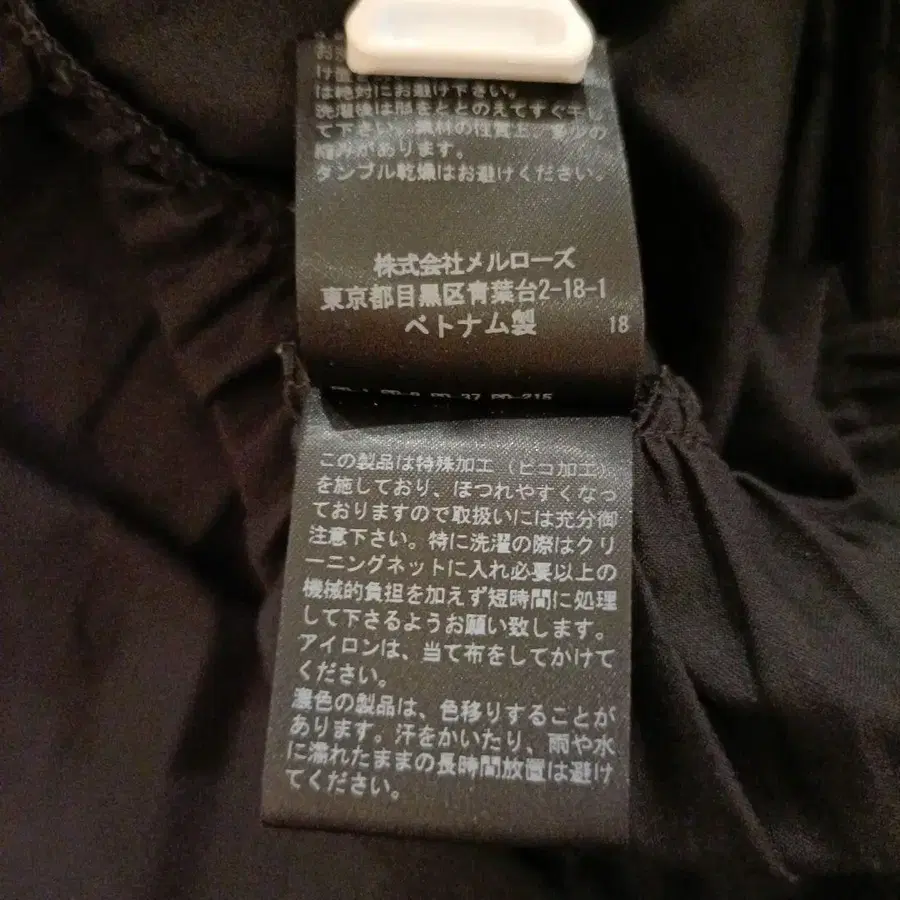 は絶対にお避け下さい。
洗濯後は形をととのえてすぐ干し
て下さい。素材の性質上、多少の
縮みがあります。
タンブル乾燥はお避けください。
株式会社メルローズ
東京都目黒区青葉台2-18-1
ベトナム製 18
この製品は特殊加工（ピコ加工）
を施しており、ほつれやすくなっ
ておりますので取扱いには充分御
注意下さい。特に洗濯の際はクリ
ーニングネットに入れ必要以上の
機械的負担を加えず短時間に処理
して下さるようお願い致します。
アイロンは、当て布をしてかけて
ください。
濃色の製品は、色移りすることが
あります。汗をかいたり、雨や水
に濡れたままの長時間放置は避け
てください。